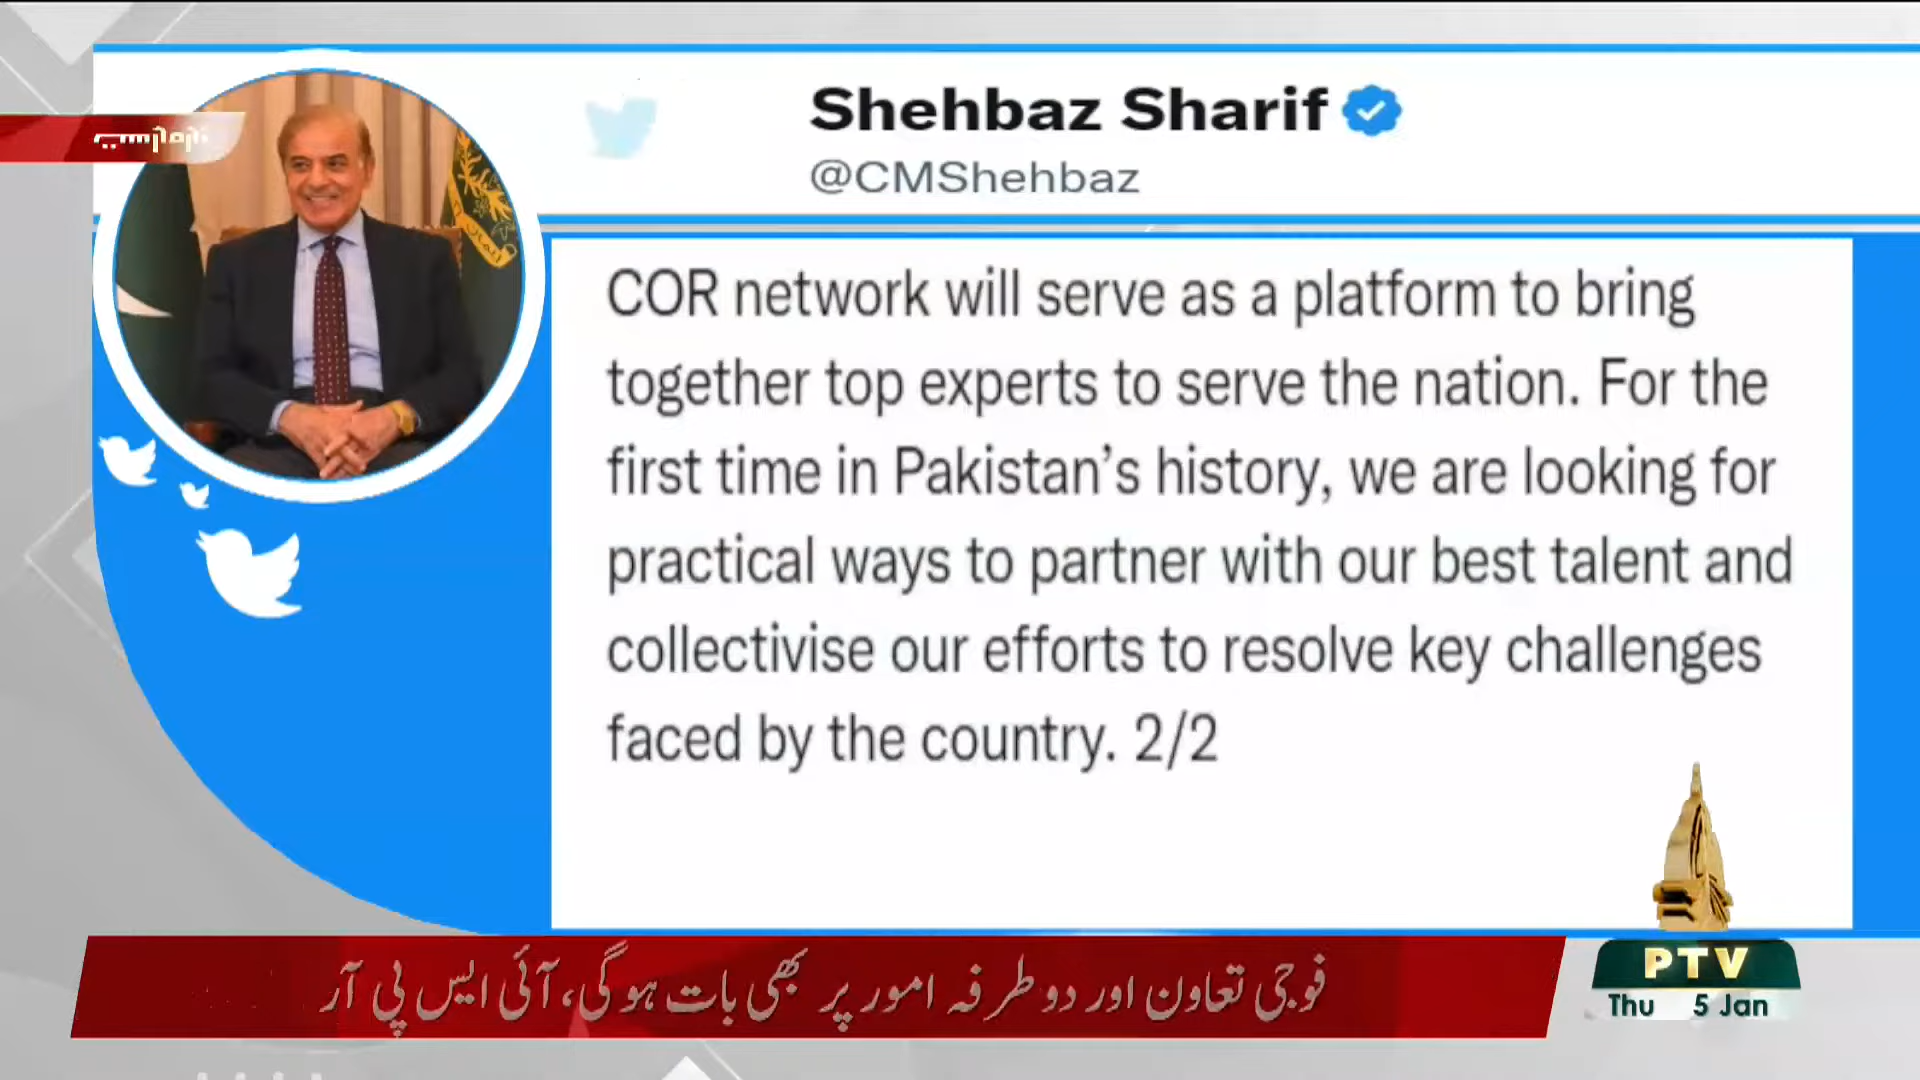 Shehbaz Sharif
@CMShehbaz
COR network will serve as a platform to bring
together top experts to serve the nation. For the
first time in Pakistan’s history, we are looking for
practical ways to partner with our best talent and
collectivise our efforts to resolve key challenges
faced by the country. 2/2
فوجی تعاون اور دو طرفہ امور پر بھی بات ہوگی، آئی ایس پی آر
PTV
Thu 5 Jan